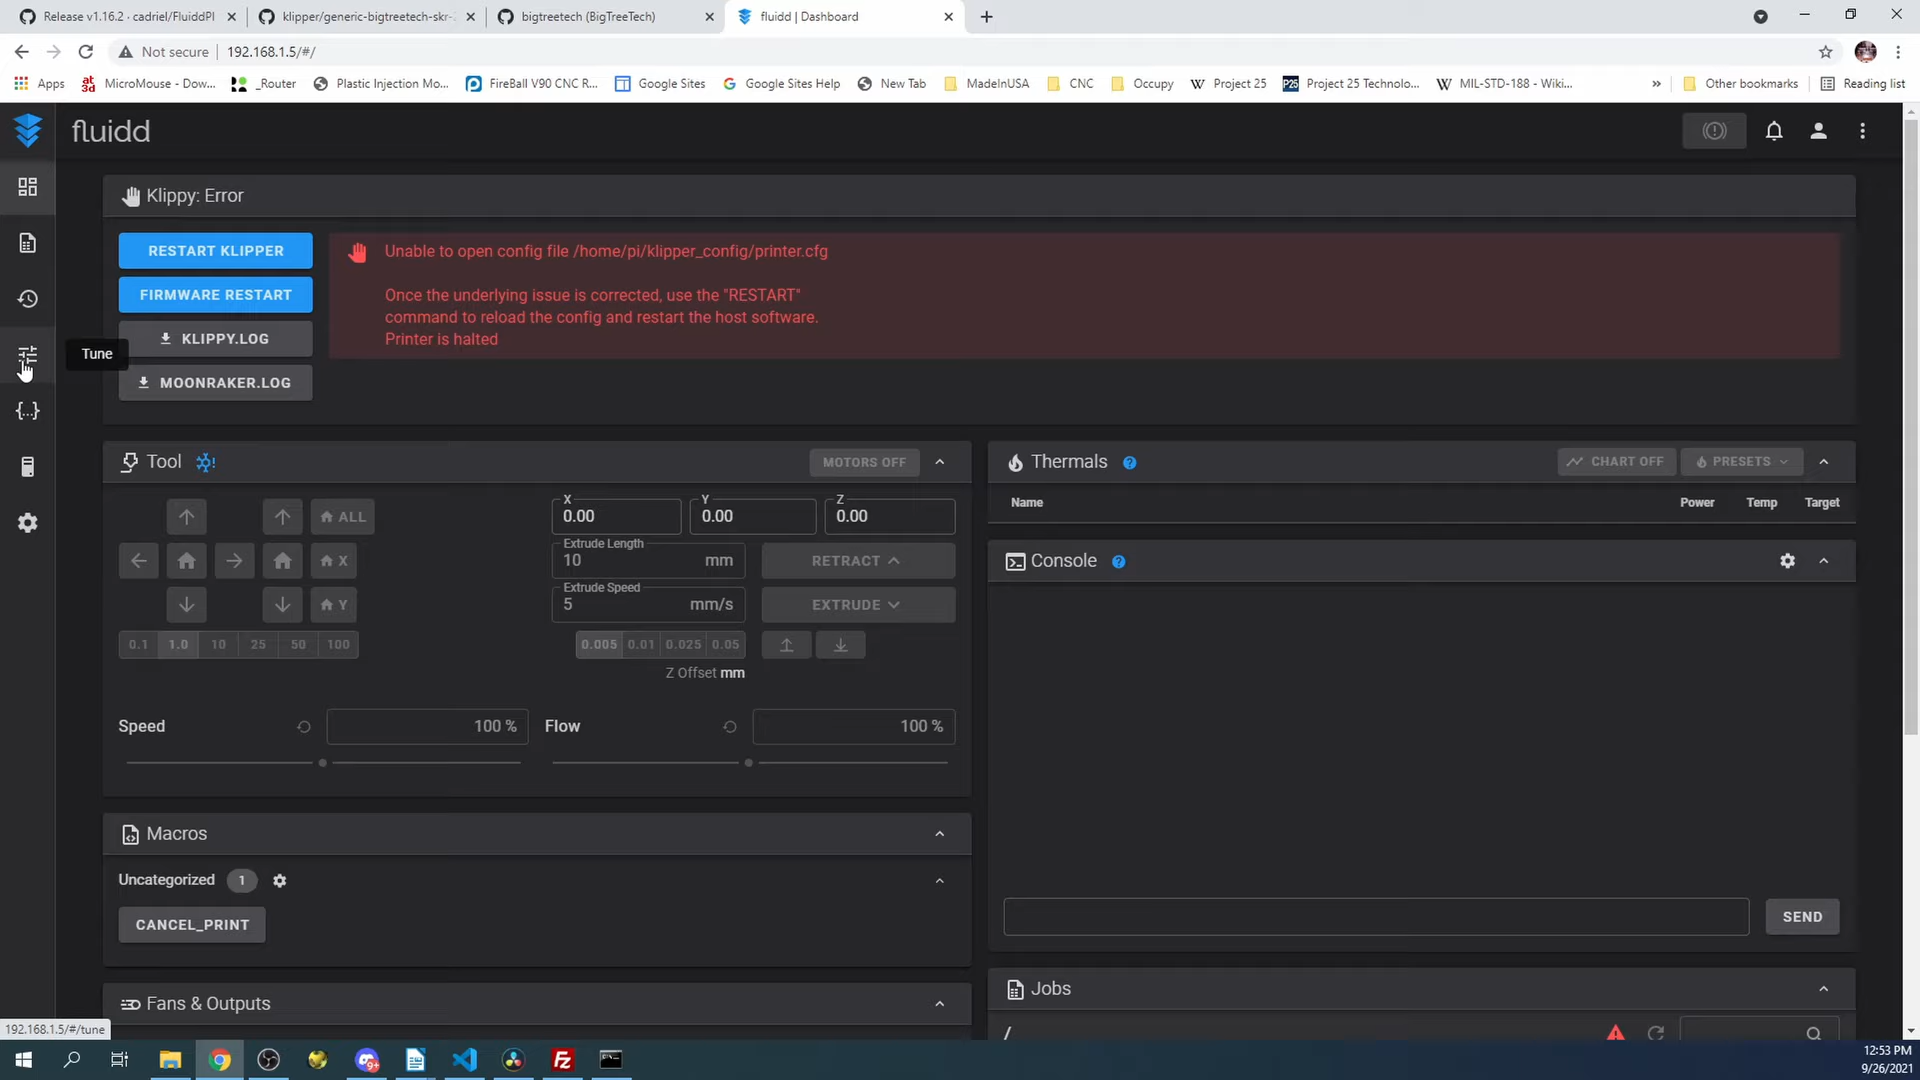 Release v1.16.2 · cadriel/FluiddPI
klipper/generic-bigtreetech-skr-
bigtreetech (BigTreeTech)
fluidd | Dashboard
Not secure
192.168.1.5/#/
Apps
MicroMouse - Dow...
_Router
Plastic Injection Mo...
FireBall V90 CNC R...
Google Sites
Google Sites Help
New Tab
MadeinUSA
CNC
Occupy
Project 25
Project 25 Technolo...
MIL-STD-188 - Wiki...
»
Other bookmarks
Reading list
fluidd
Klippy: Error
RESTART KLIPPER
FIRMWARE RESTART
KLIPPY.LOG
MOONRAKER.LOG
Unable to open config file /home/pi/klipper_config/printer.cfg
Once the underlying issue is corrected, use the "RESTART"
command to reload the config and restart the host software.
Printer is halted
Tune
{...}
Tool
MOTORS OFF
ALL
X
Y
0.1 1.0 10 25 50 100
X
0.00
Y
0.00
Z
0.00
Extrude Length
10 mm
RETRACT
Extrude Speed
5 mm/s
EXTRUDE
0.005 0.01 0.025 0.05
Z Offset mm
Speed
100 %
Flow
100 %
Macros
Uncategorized 1
CANCEL_PRINT
Fans & Outputs
Thermals
CHART OFF
PRESETS
Name Power Temp Target
Console
SEND
Jobs
/
192.168.1.5/#/tune
9+
12:53 PM
9/26/2021